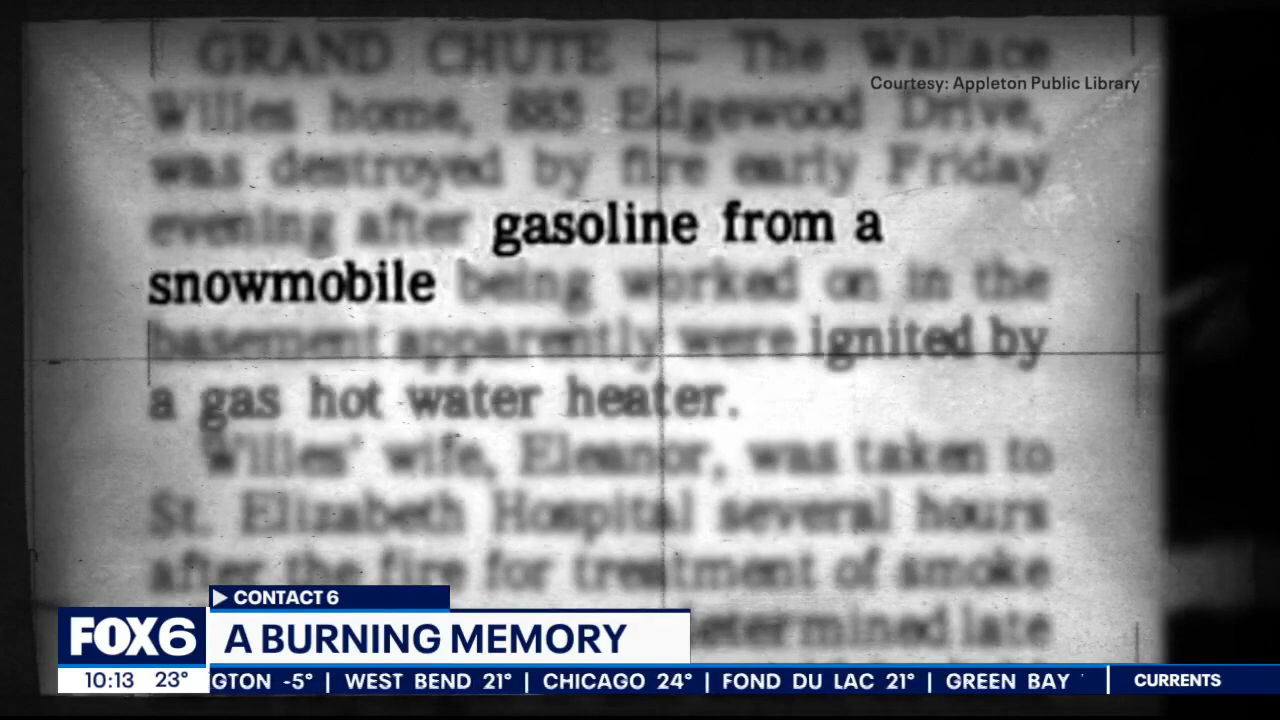 GRAND CHUTE — The Wallace
Courtesy: Appleton Public Library
Willes home, 885 Edgewood Drive,
was destroyed by fire early Friday
evening after gasoline from a
snowmobile being worked on in the
basement apparently were ignited by
a gas hot water heater.
Willes' wife, Eleanor, was taken to
St. Elizabeth Hospital several hours
after the fire for treatment of smoke
late
CONTACT 6
FOX6
A BURNING MEMORY
10:13 23° GTON -5° | WEST BEND 21° | CHICAGO 24° | FOND DU LAC 21° | GREEN BAY
CURRENTS